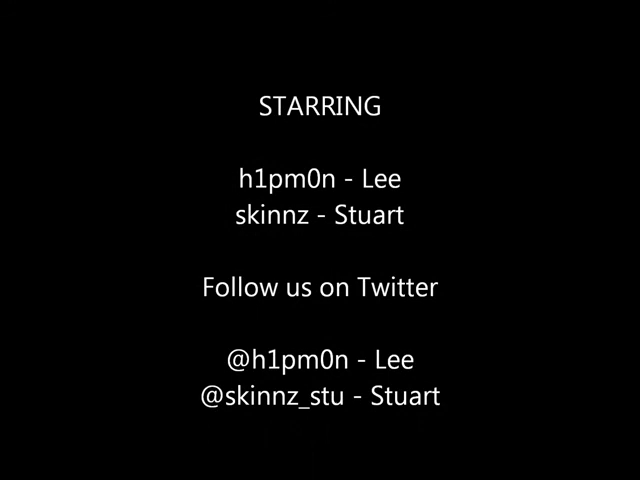 STARRING
h1pm0n - Lee
skinnz - Stuart
Follow us on Twitter
@h1pm0n - Lee
@skinnz_stu - Stuart